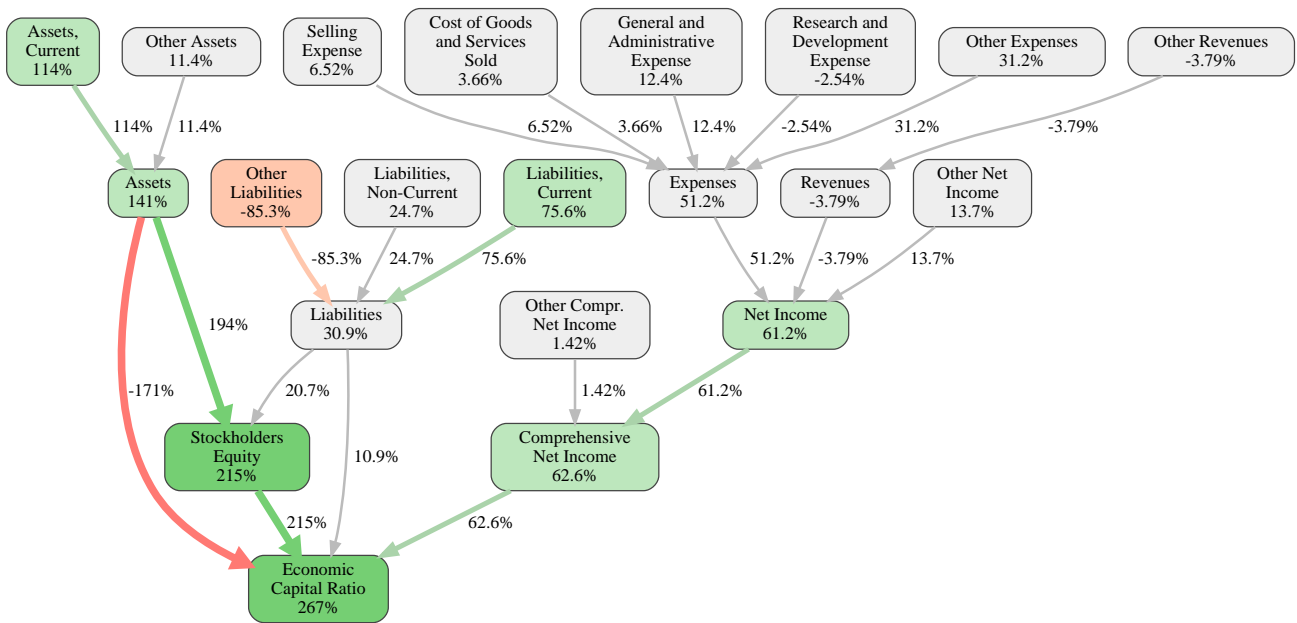 Assets,
Current
114%
Other Assets
11.4%
Selling
Expense
6.52%
Cost of Goods
and Services
Sold
3.66%
General and
Administrative
Expense
12.4%
Research and
Development
Expense
-2.54%
Other Expenses
31.2%
Other Revenues
-3.79%
114%
11.4%
6.52%
3.66%
12.4%
-2.54%
31.2%
-3.79%
Assets
141%
Other
Liabilities
-85.3%
Liabilities,
Non-Current
24.7%
Liabilities,
Current
75.6%
Expenses
51.2%
Revenues
-3.79%
Other Net
Income
13.7%
-85.3%
24.7%
75.6%
51.2%
-3.79%
13.7%
Liabilities
30.9%
Other Compr.
Net Income
1.42%
Net Income
61.2%
194%
-171%
20.7%
1.42%
61.2%
Stockholders
Equity
215%
10.9%
Comprehensive
Net Income
62.6%
215%
62.6%
Economic
Capital Ratio
267%